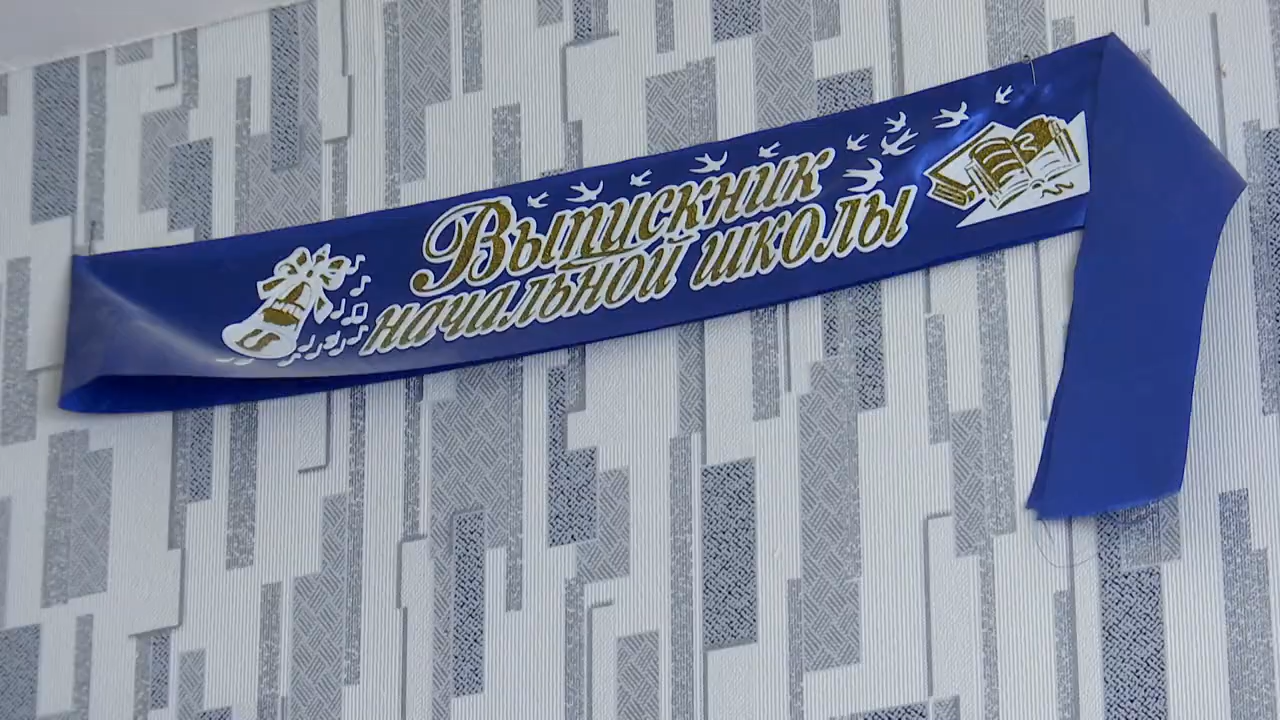 Выпускник
начальной школы